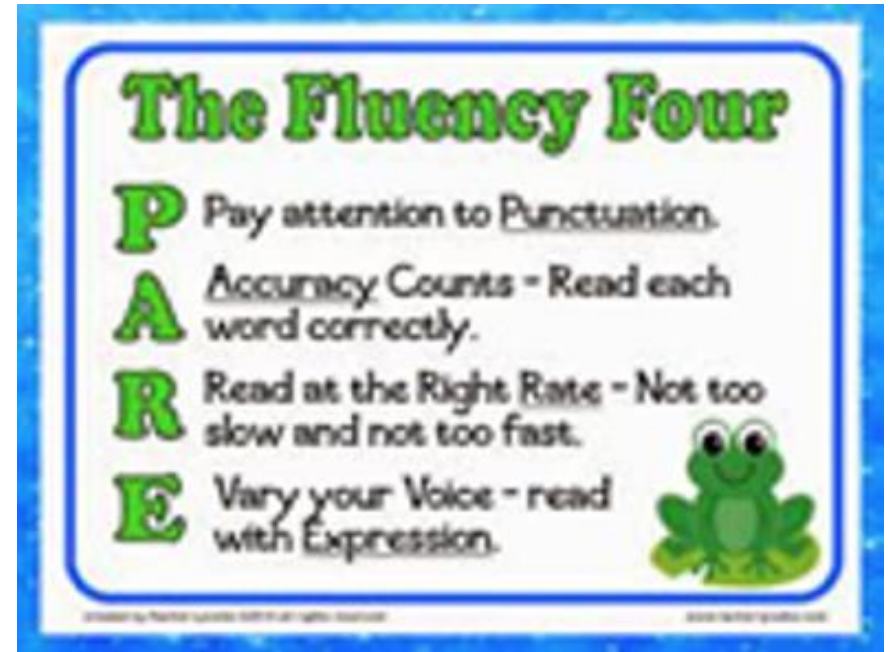 The Fluency Four
P Pay attention to Punctuation.
A Accuracy Counts - Read each
word correctly.
R Read at the Right Rate - Not too
slow and not too fast.
E Vary your Voice - read
with Expression.